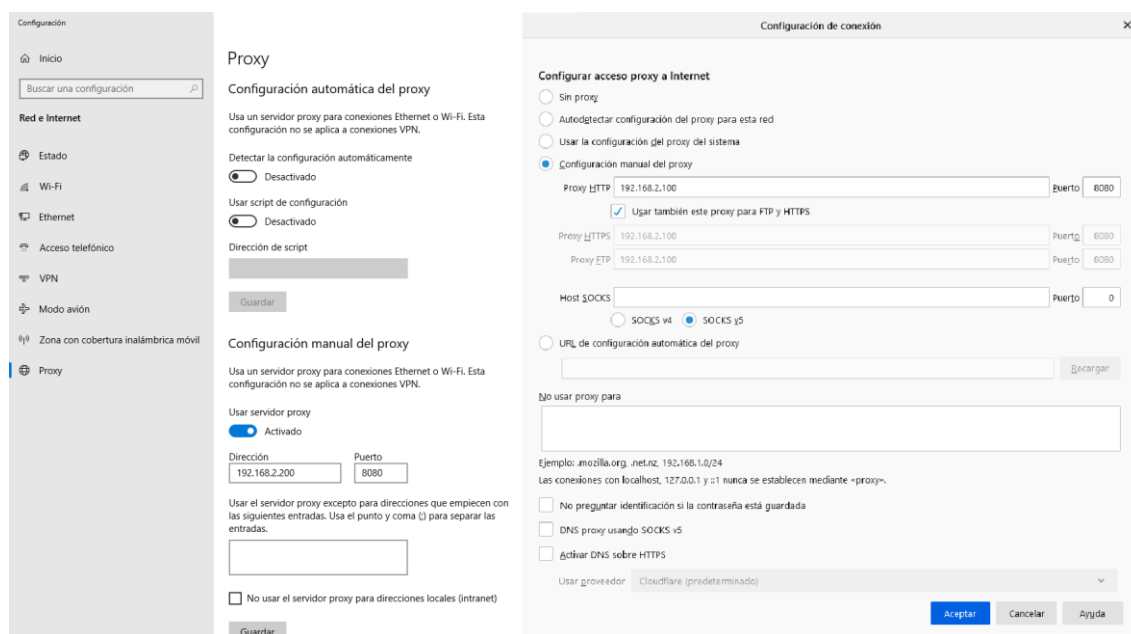 Configuración
Inicio
Buscar una configuración
Red e Internet
Estado
Wi-Fi
Ethernet
Acceso telefónico
VPN
Modo avión
Zona con cobertura inalámbrica móvil
Proxy
Proxy
Configuración automática del proxy
Usa un servidor proxy para conexiones Ethernet o Wi-Fi. Esta
configuración no se aplica a conexiones VPN.
Detectar la configuración automáticamente
Desactivado
Usar script de configuración
Desactivado
Dirección de script
Guardar
Configuración manual del proxy
Usa un servidor proxy para conexiones Ethernet o Wi-Fi. Esta
configuración no se aplica a conexiones VPN.
Usar servidor proxy
Activado
Dirección Puerto
192.168.2.200 8080
Usar el servidor proxy excepto para direcciones que empiecen con
las siguientes entradas. Usa el punto y coma (;) para separar las
entradas.
No usar el servidor proxy para direcciones locales (intranet)
Guardar
Configuración de conexión
Configurar acceso proxy a Internet
Sin proxy
Autodetectar configuración del proxy para esta red
Usar la configuración del proxy del sistema
Configuración manual del proxy
Proxy HTTP 192.168.2.100 Puerto 8080
Usar también este proxy para FTP y HTTPS
Proxy HTTPS 192.168.2.100 Puerto 8080
Proxy FTP 192.168.2.100 Puerto 8080
Host SOCKS Puerto 0
SOCKS v4 SOCKS v5
URL de configuración automática del proxy
Recargar
No usar proxy para
Ejemplo: .mozilla.org, .net.nz, 192.168.1.0/24
Las conexiones con localhost, 127.0.0.1 y ::1 nunca se establecen mediante «proxy».
No preguntar identificación si la contraseña está guardada
DNS proxy usando SOCKS v5
Activar DNS sobre HTTPS
Usar proveedor Cloudflare (predeterminado)
Aceptar Cancelar Ayuda